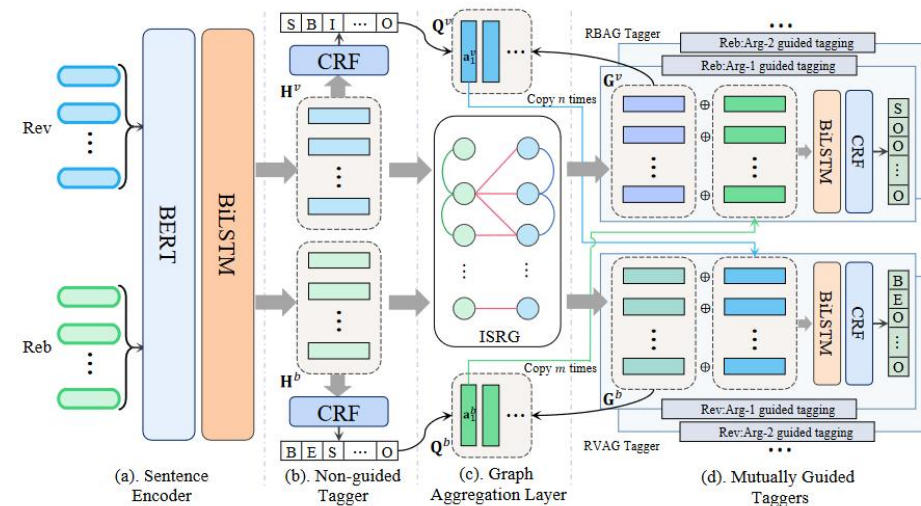 Rev
Reb
BERT
BiLSTM
(a). Sentence
Encoder
S B I ··· O
CRF
H^v
H^b
CRF
B E S ··· O
(b). Non-guided
Tagger
Q^v
a_1^v
Copy n times
ISRG
Copy m times
a_1^b
Q^b
(c). Graph
Aggregation Layer
RBAG Tagger
Reb:Arg-2 guided tagging
Reb:Arg-1 guided tagging
G^v
⊕
⊕
⊕
BiLSTM
CRF
S
O
O
O
⊕
⊕
⊕
BiLSTM
CRF
B
E
O
O
G^b
Rev:Arg-1 guided tagging
RVAG Tagger
Rev:Arg-2 guided tagging
(d). Mutually Guided
Taggers